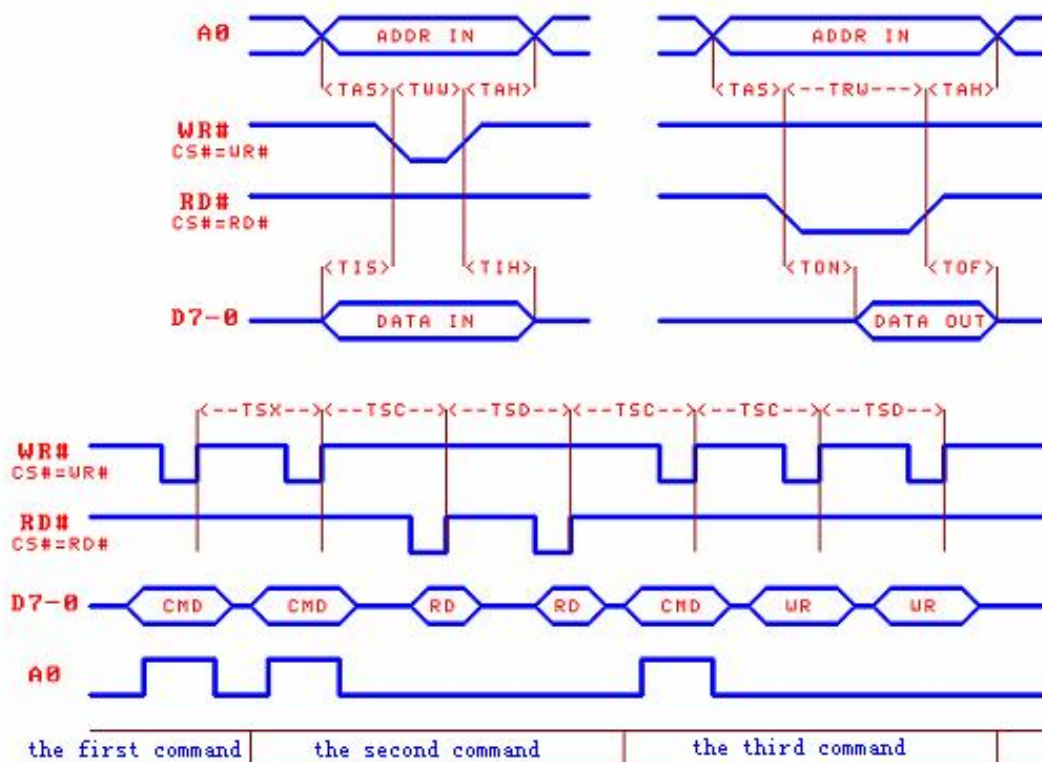 A0 ADDR IN ADDR IN
<TAS><TWW><TAH> <TAS><--TRW---><TAH>
WR#
CS#=WR#
RD#
CS#=RD#
<TIS> <TIH> <TON> <TOF>
D7-0 DATA IN DATA OUT
<--TSX--><--TSC--><--TSD--><--TSC--><--TSC--><--TSD-->
WR#
CS#=WR#
RD#
CS#=RD#
D7-0 CMD CMD RD RD CMD WR WR
A0
the first command the second command the third command